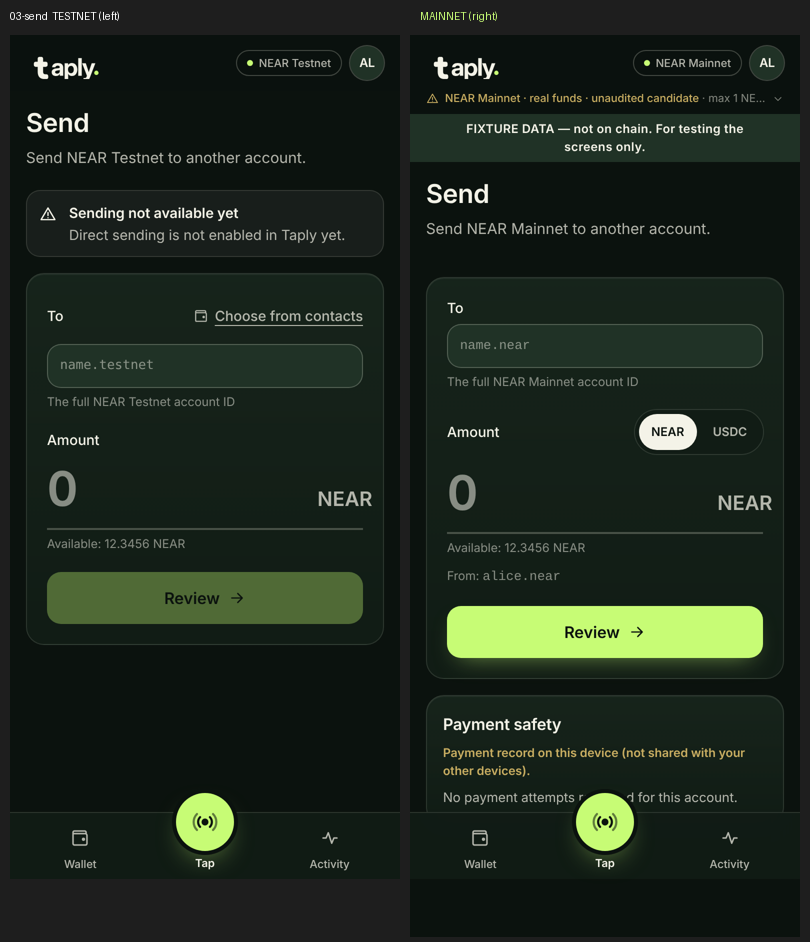 03-send TESTNET (left)
taply.
NEAR Testnet
AL
Send
Send NEAR Testnet to another account.
Sending not available yet
Direct sending is not enabled in Taply yet.
To
Choose from contacts
name.testnet
The full NEAR Testnet account ID
Amount
0
NEAR
Available: 12.3456 NEAR
Review →
Wallet
Tap
Activity
MAINNET (right)
taply.
NEAR Mainnet
AL
NEAR Mainnet · real funds · unaudited candidate · max 1 NE...
FIXTURE DATA — not on chain. For testing the
screens only.
Send
Send NEAR Mainnet to another account.
To
name.near
The full NEAR Mainnet account ID
Amount
NEAR
USDC
0
NEAR
Available: 12.3456 NEAR
From: alice.near
Review →
Payment safety
Payment record on this device (not shared with your
other devices).
No payment attempts for this account.
Wallet
Tap
Activity